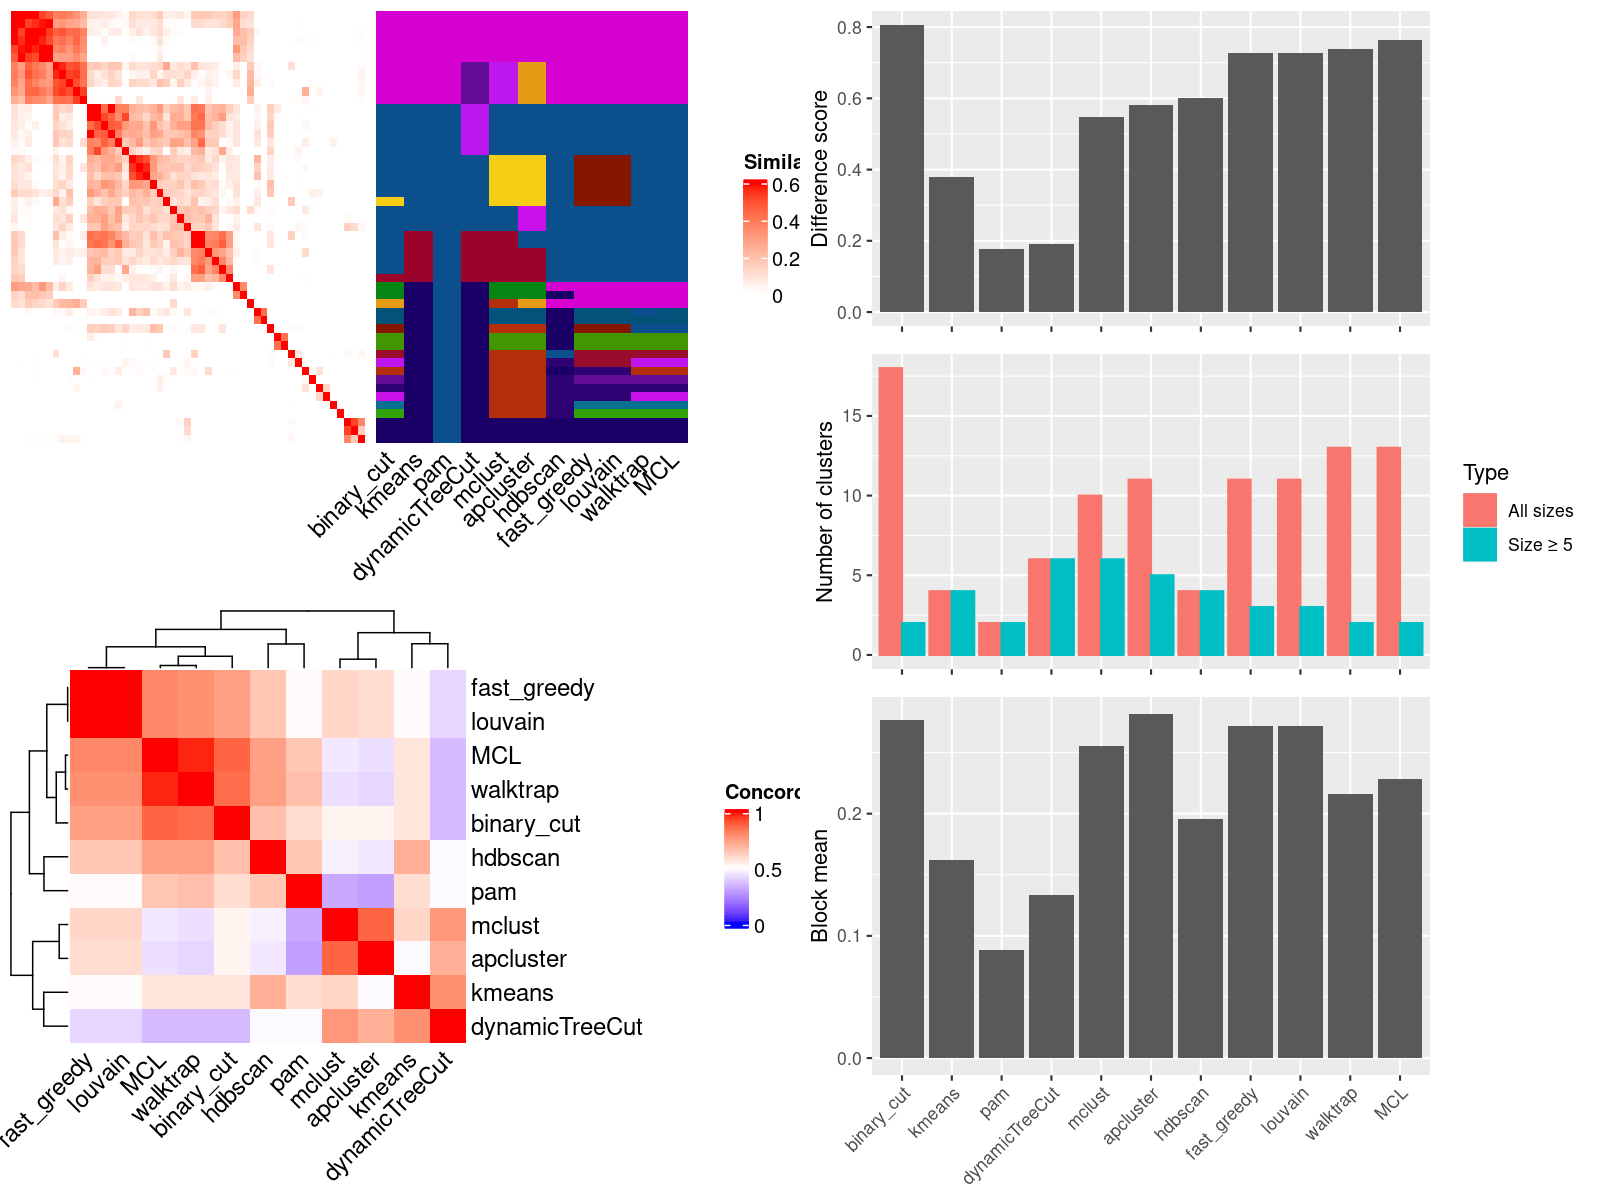 Simila
0.6
0.4
0.2
0
binary_cut
kmeans
pam
dynamicTreeCut
mclust
apcluster
hdbscan
fast_greedy
louvain
walktrap
MCL
fast_greedy
louvain
MCL
walktrap
binary_cut
hdbscan
pam
mclust
apcluster
kmeans
dynamicTreeCut
fast_greedy
louvain
MCL
walktrap
binary_cut
hdbscan
pam
mclust
apcluster
kmeans
dynamicTreeCut
Concord
1
0.5
0
Difference score
0.8
0.6
0.4
0.2
0.0
Number of clusters
15
10
5
0
Type
All sizes
Size ≥ 5
Block mean
0.2
0.1
0.0
binary_cut
kmeans
pam
dynamicTreeCut
mclust
apcluster
hdbscan
fast_greedy
louvain
walktrap
MCL